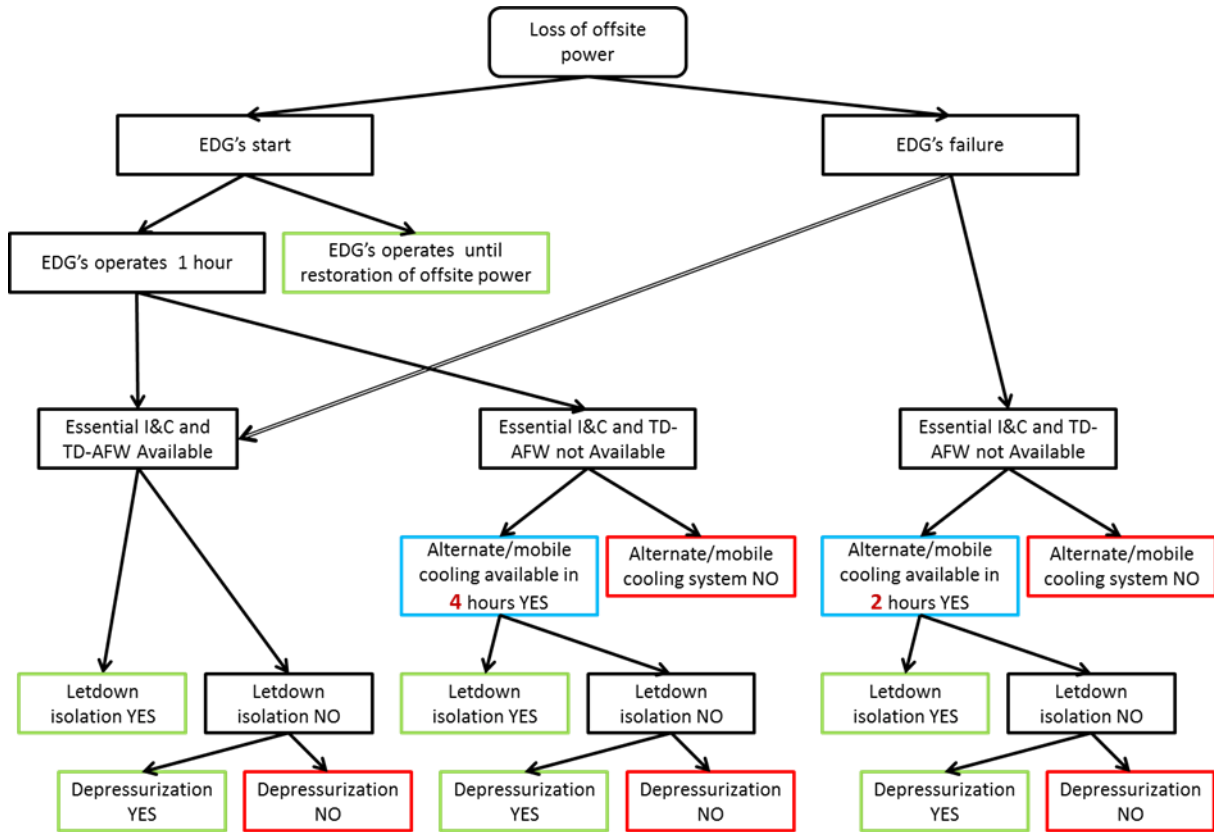 Loss of offsite
power
EDG's start
EDG's failure
EDG's operates 1 hour
EDG's operates until
restoration of offsite power
Essential I&C and
TD-AFW Available
Essential I&C and TD-
AFW not Available
Essential I&C and TD-
AFW not Available
Alternate/mobile
cooling available in
4 hours YES
Alternate/mobile
cooling system NO
Alternate/mobile
cooling available in
2 hours YES
Alternate/mobile
cooling system NO
Letdown
isolation YES
Letdown
isolation NO
Letdown
isolation YES
Letdown
isolation NO
Letdown
isolation YES
Letdown
isolation NO
Depressurization
YES
Depressurization
NO
Depressurization
YES
Depressurization
NO
Depressurization
YES
Depressurization
NO